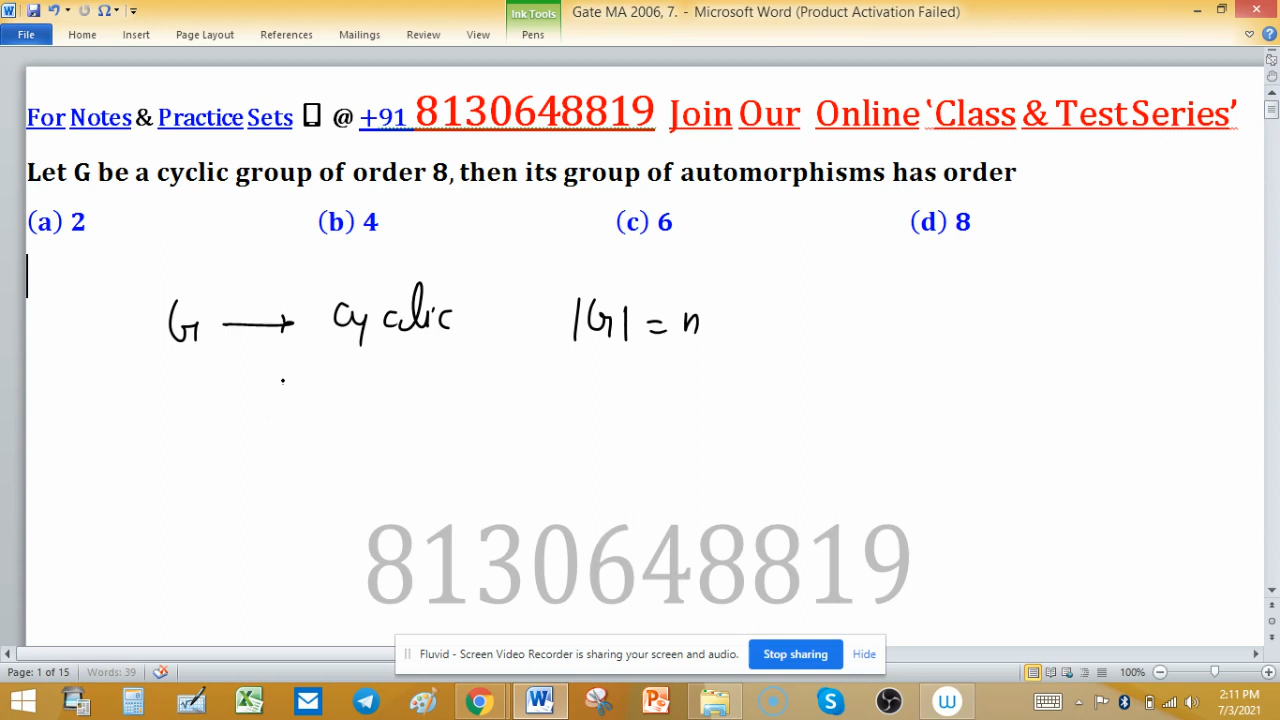 Gate MA 2006, 7. - Microsoft Word (Product Activation Failed)
Ink Tools
File Home Insert Page Layout References Mailings Review View Pens
For Notes & Practice Sets @ +91 8130648819 Join Our Online ‘Class & Test Series’
Let G be a cyclic group of order 8, then its group of automorphisms has order
(a) 2 (b) 4 (c) 6 (d) 8
G ⟶ cyclic |G| = n
8130648819
Fluvid - Screen Video Recorder is sharing your screen and audio. Stop sharing Hide
Page: 1 of 15 Words: 39 100%
2:11 PM
7/3/2021